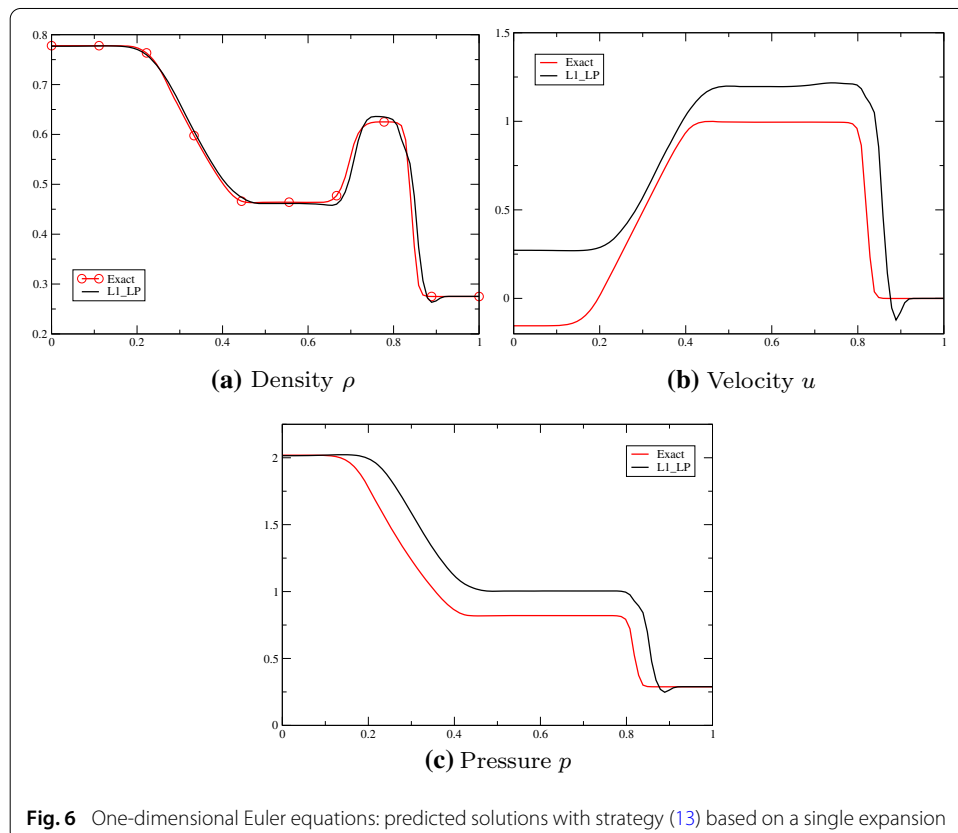 0.8
0.7
0.6
0.5
0.4
0.3
0.2
0 0.2 0.4 0.6 0.8 1
Exact
L1_LP
(a) Density ρ
1.5
1
0.5
0
0 0.2 0.4 0.6 0.8 1
Exact
L1_LP
(b) Velocity u
2
1.5
1
0.5
0
0 0.2 0.4 0.6 0.8 1
Exact
L1_LP
(c) Pressure p
Fig. 6 One-dimensional Euler equations: predicted solutions with strategy (13) based on a single expansion